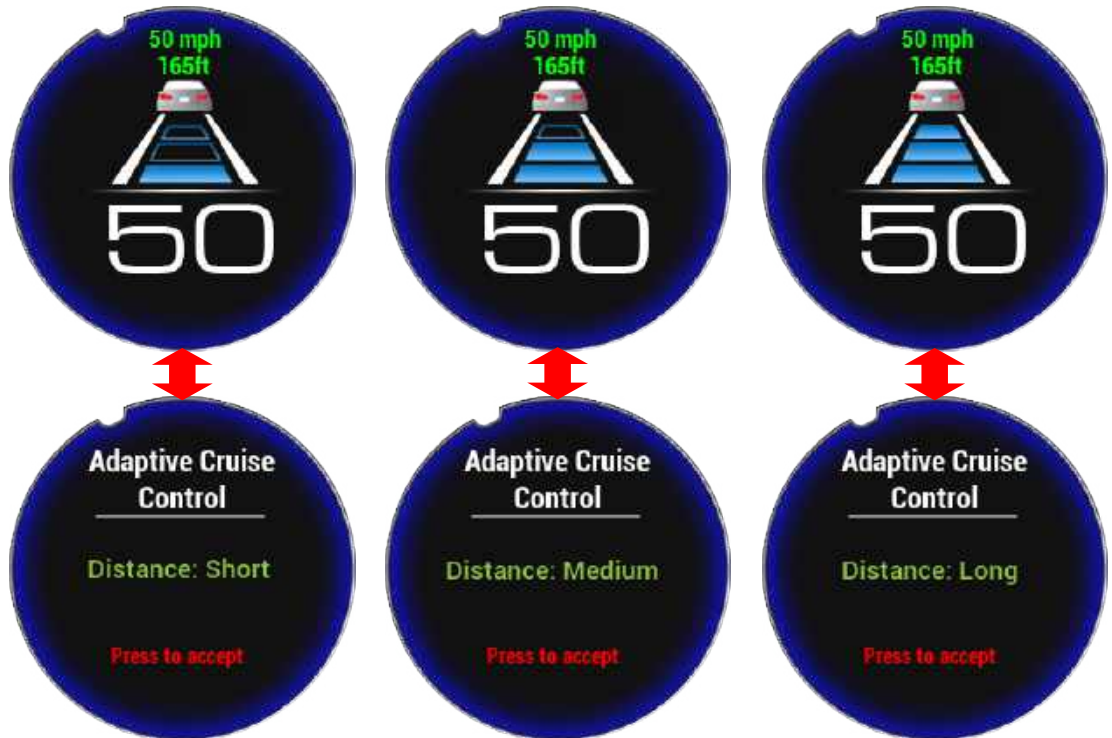 50 mph
165ft
50
50 mph
165ft
50
50 mph
165ft
50
Adaptive Cruise
Control
Distance: Short
Press to accept
Adaptive Cruise
Control
Distance: Medium
Press to accept
Adaptive Cruise
Control
Distance: Long
Press to accept